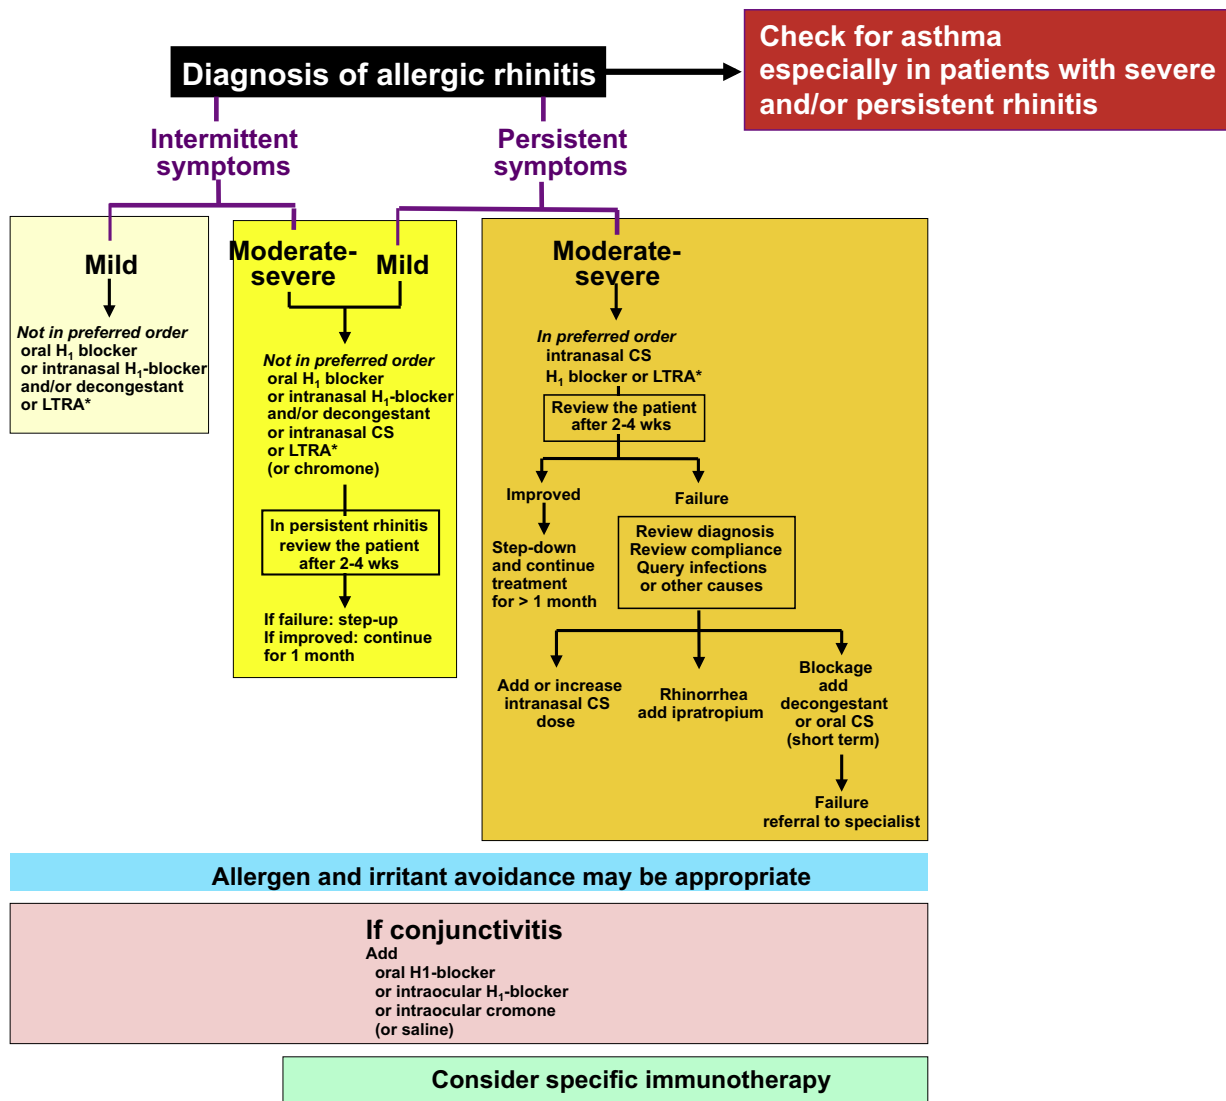 Diagnosis of allergic rhinitis
Check for asthma
especially in patients with severe
and/or persistent rhinitis
Intermittent
symptoms
Persistent
symptoms
Mild
Not in preferred order
oral H₁ blocker
or intranasal H₁-blocker
and/or decongestant
or LTRA*
Moderate-
severe
Mild
Not in preferred order
oral H₁ blocker
or intranasal H₁-blocker
and/or decongestant
or intranasal CS
or LTRA*
(or chromone)
In persistent rhinitis
review the patient
after 2-4 wks
If failure: step-up
If improved: continue
for 1 month
Moderate-
severe
In preferred order
intranasal CS
H₁ blocker or LTRA*
Review the patient
after 2-4 wks
Improved
Step-down
and continue
treatment
for > 1 month
Failure
Review diagnosis
Review compliance
Query infections
or other causes
Add or increase
intranasal CS
dose
Rhinorrhea
add ipratropium
Blockage
add
decongestant
or oral CS
(short term)
Failure
referral to specialist
Allergen and irritant avoidance may be appropriate
If conjunctivitis
Add
oral H1-blocker
or intraocular H₁-blocker
or intraocular cromone
(or saline)
Consider specific immunotherapy